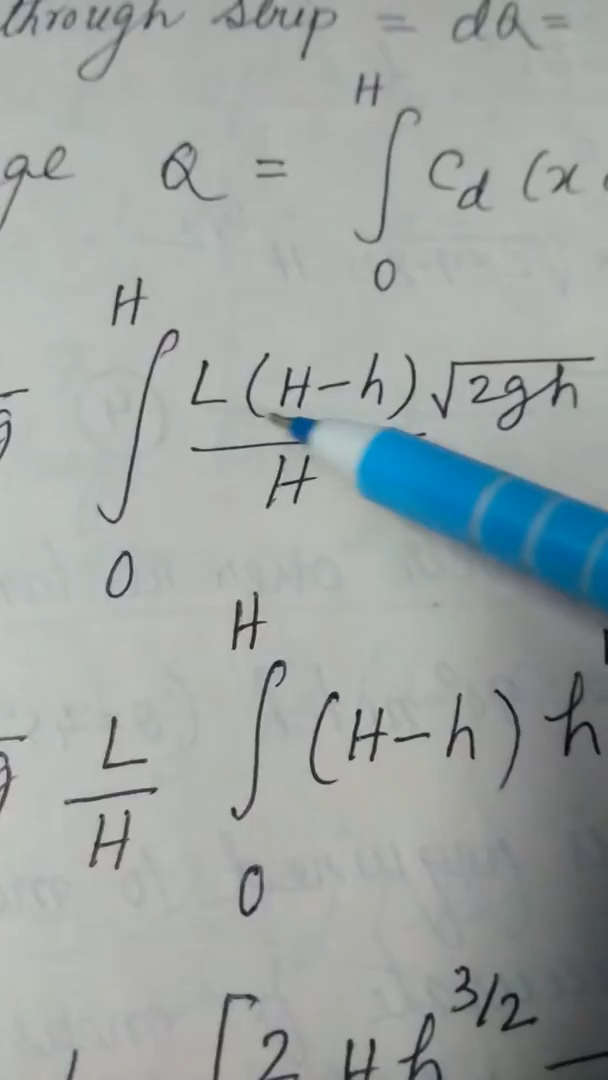 through strip = dQ =
ge Q = ∫₀ᴴ Cd (x
∫₀ᴴ L(H-h)/H √2gh
L/H ∫₀ᴴ (H-h) h
[2 H h^3/2 -